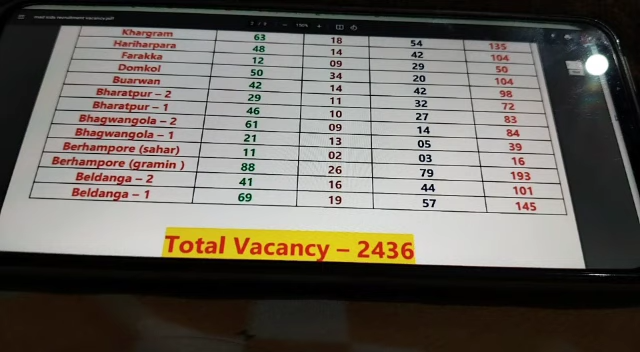 recruitment vacancy.pdf
Khargram 63 18 54 135
Hariharpara 48 14 42 104
Farakka 12 09 29 50
Domkol 50 34 20 104
Buarwan 42 14 42 98
Bharatpur – 2 29 11 32 72
Bharatpur – 1 46 10 27 83
Bhagwangola – 2 61 09 14 84
Bhagwangola – 1 21 13 05 39
Berhampore (sahar) 11 02 03 16
Berhampore (gramin ) 88 26 79 193
Beldanga – 2 41 16 44 101
Beldanga – 1 69 19 57 145
Total Vacancy – 2436